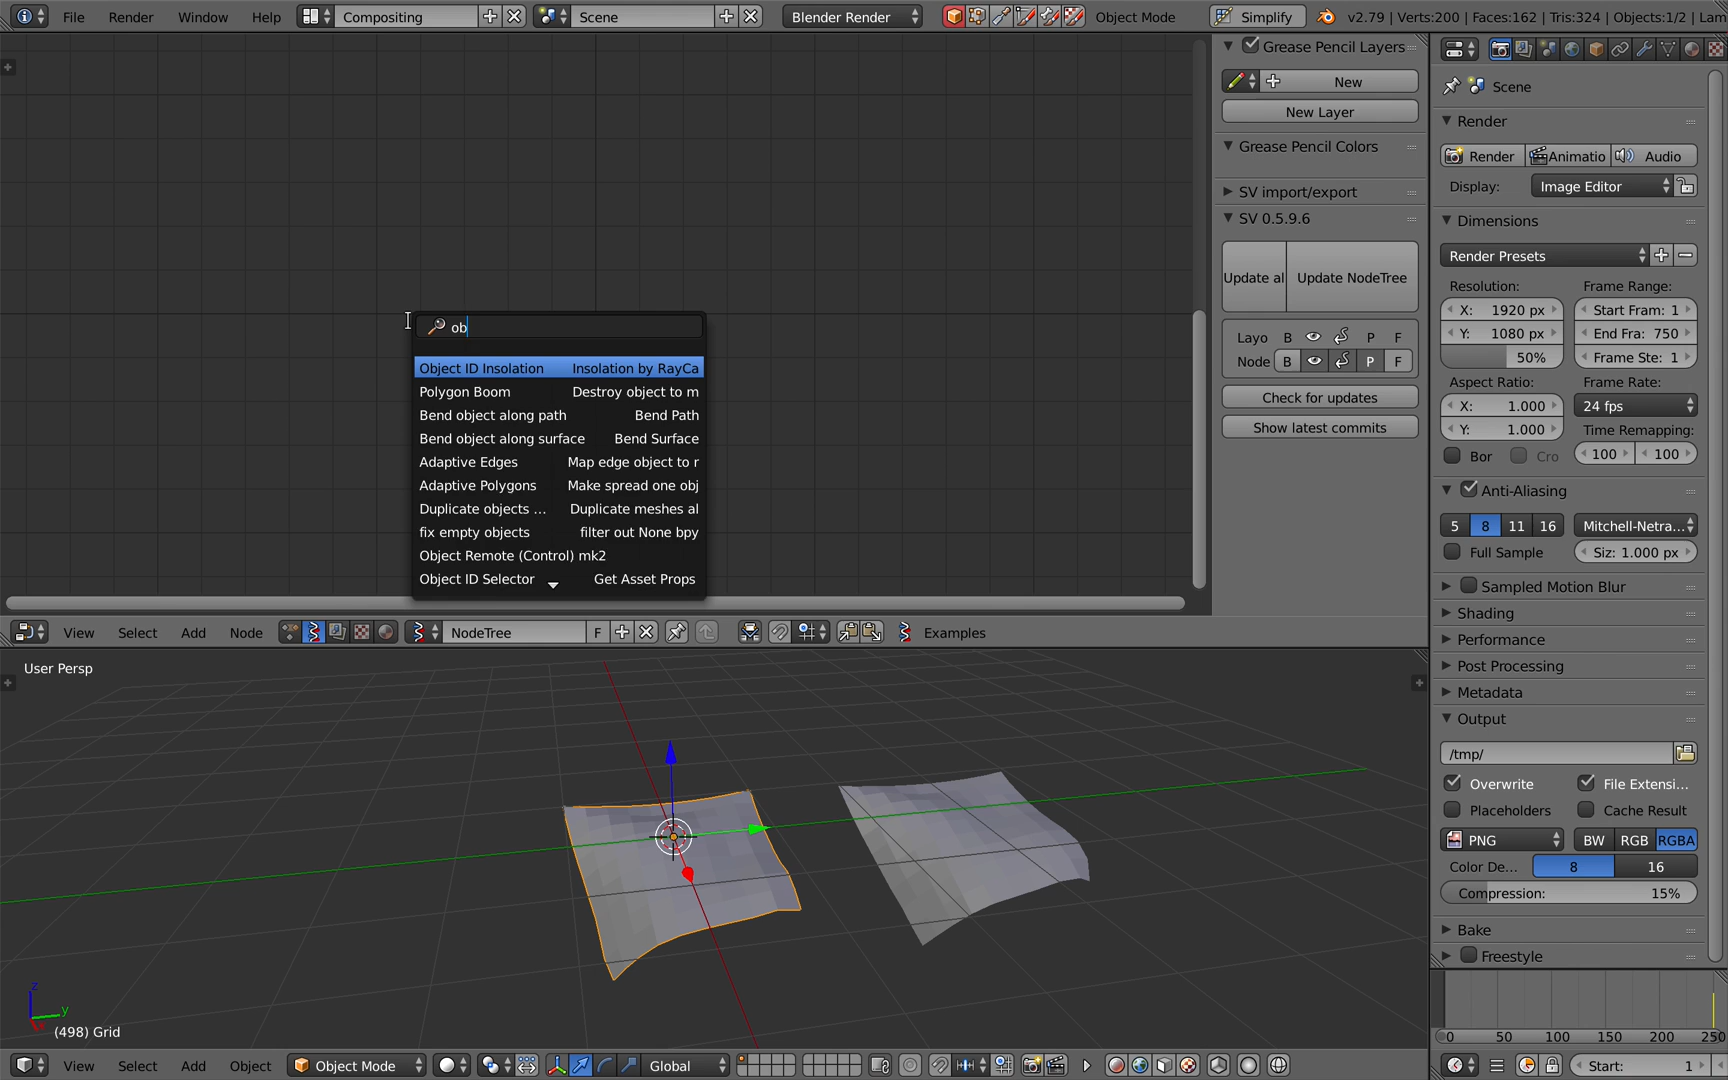 File Render Window Help Compositing Scene Blender Render Object Mode Simplify v2.79 | Verts:200 | Faces:162 | Tris:324 | Objects:1/2 | Lam
Grease Pencil Layers
New
New Layer
Grease Pencil Colors
SV import/export
SV 0.5.9.6
Update al Update NodeTree
Layo B P F
Node B P F
Check for updates
Show latest commits
ob
Object ID Insolation Insolation by RayCa
Polygon Boom Destroy object to m
Bend object along path Bend Path
Bend object along surface Bend Surface
Adaptive Edges Map edge object to r
Adaptive Polygons Make spread one obj
Duplicate objects ... Duplicate meshes al
fix empty objects filter out None bpy
Object Remote (Control) mk2
Object ID Selector Get Asset Props
View Select Add Node NodeTree F Examples
User Persp
z
y
(498) Grid
View Select Add Object Object Mode Global
Scene
Render
Render Animatio Audio
Display: Image Editor
Dimensions
Render Presets
Resolution: Frame Range:
X: 1920 px Start Fram: 1
Y: 1080 px End Fra: 750
50% Frame Ste: 1
Aspect Ratio: Frame Rate:
X: 1.000 24 fps
Y: 1.000 Time Remapping:
Bor Cro 100 100
Anti-Aliasing
5 8 11 16 Mitchell-Netra...
Full Sample Siz: 1.000 px
Sampled Motion Blur
Shading
Performance
Post Processing
Metadata
Output
/tmp/
Overwrite File Extensi...
Placeholders Cache Result
PNG BW RGB RGBA
Color De... 8 16
Compression: 15%
Bake
Freestyle
0 50 100 150 200 250
Start: 1